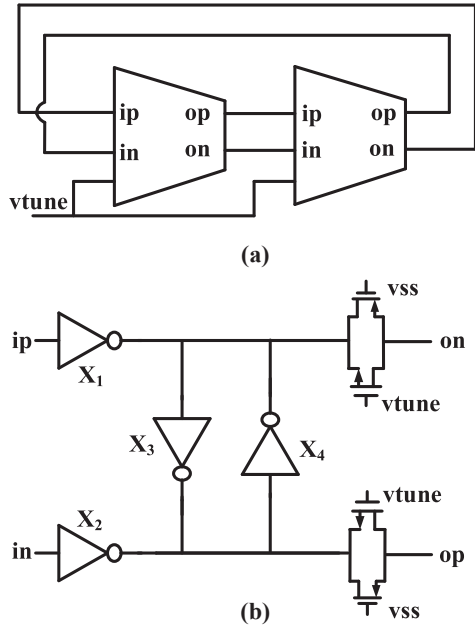 ip op ip op
in on in on
vtune
(a)
vss
ip on
X1
vtune
X3 X4
vtune
X2
in op
vss
(b)